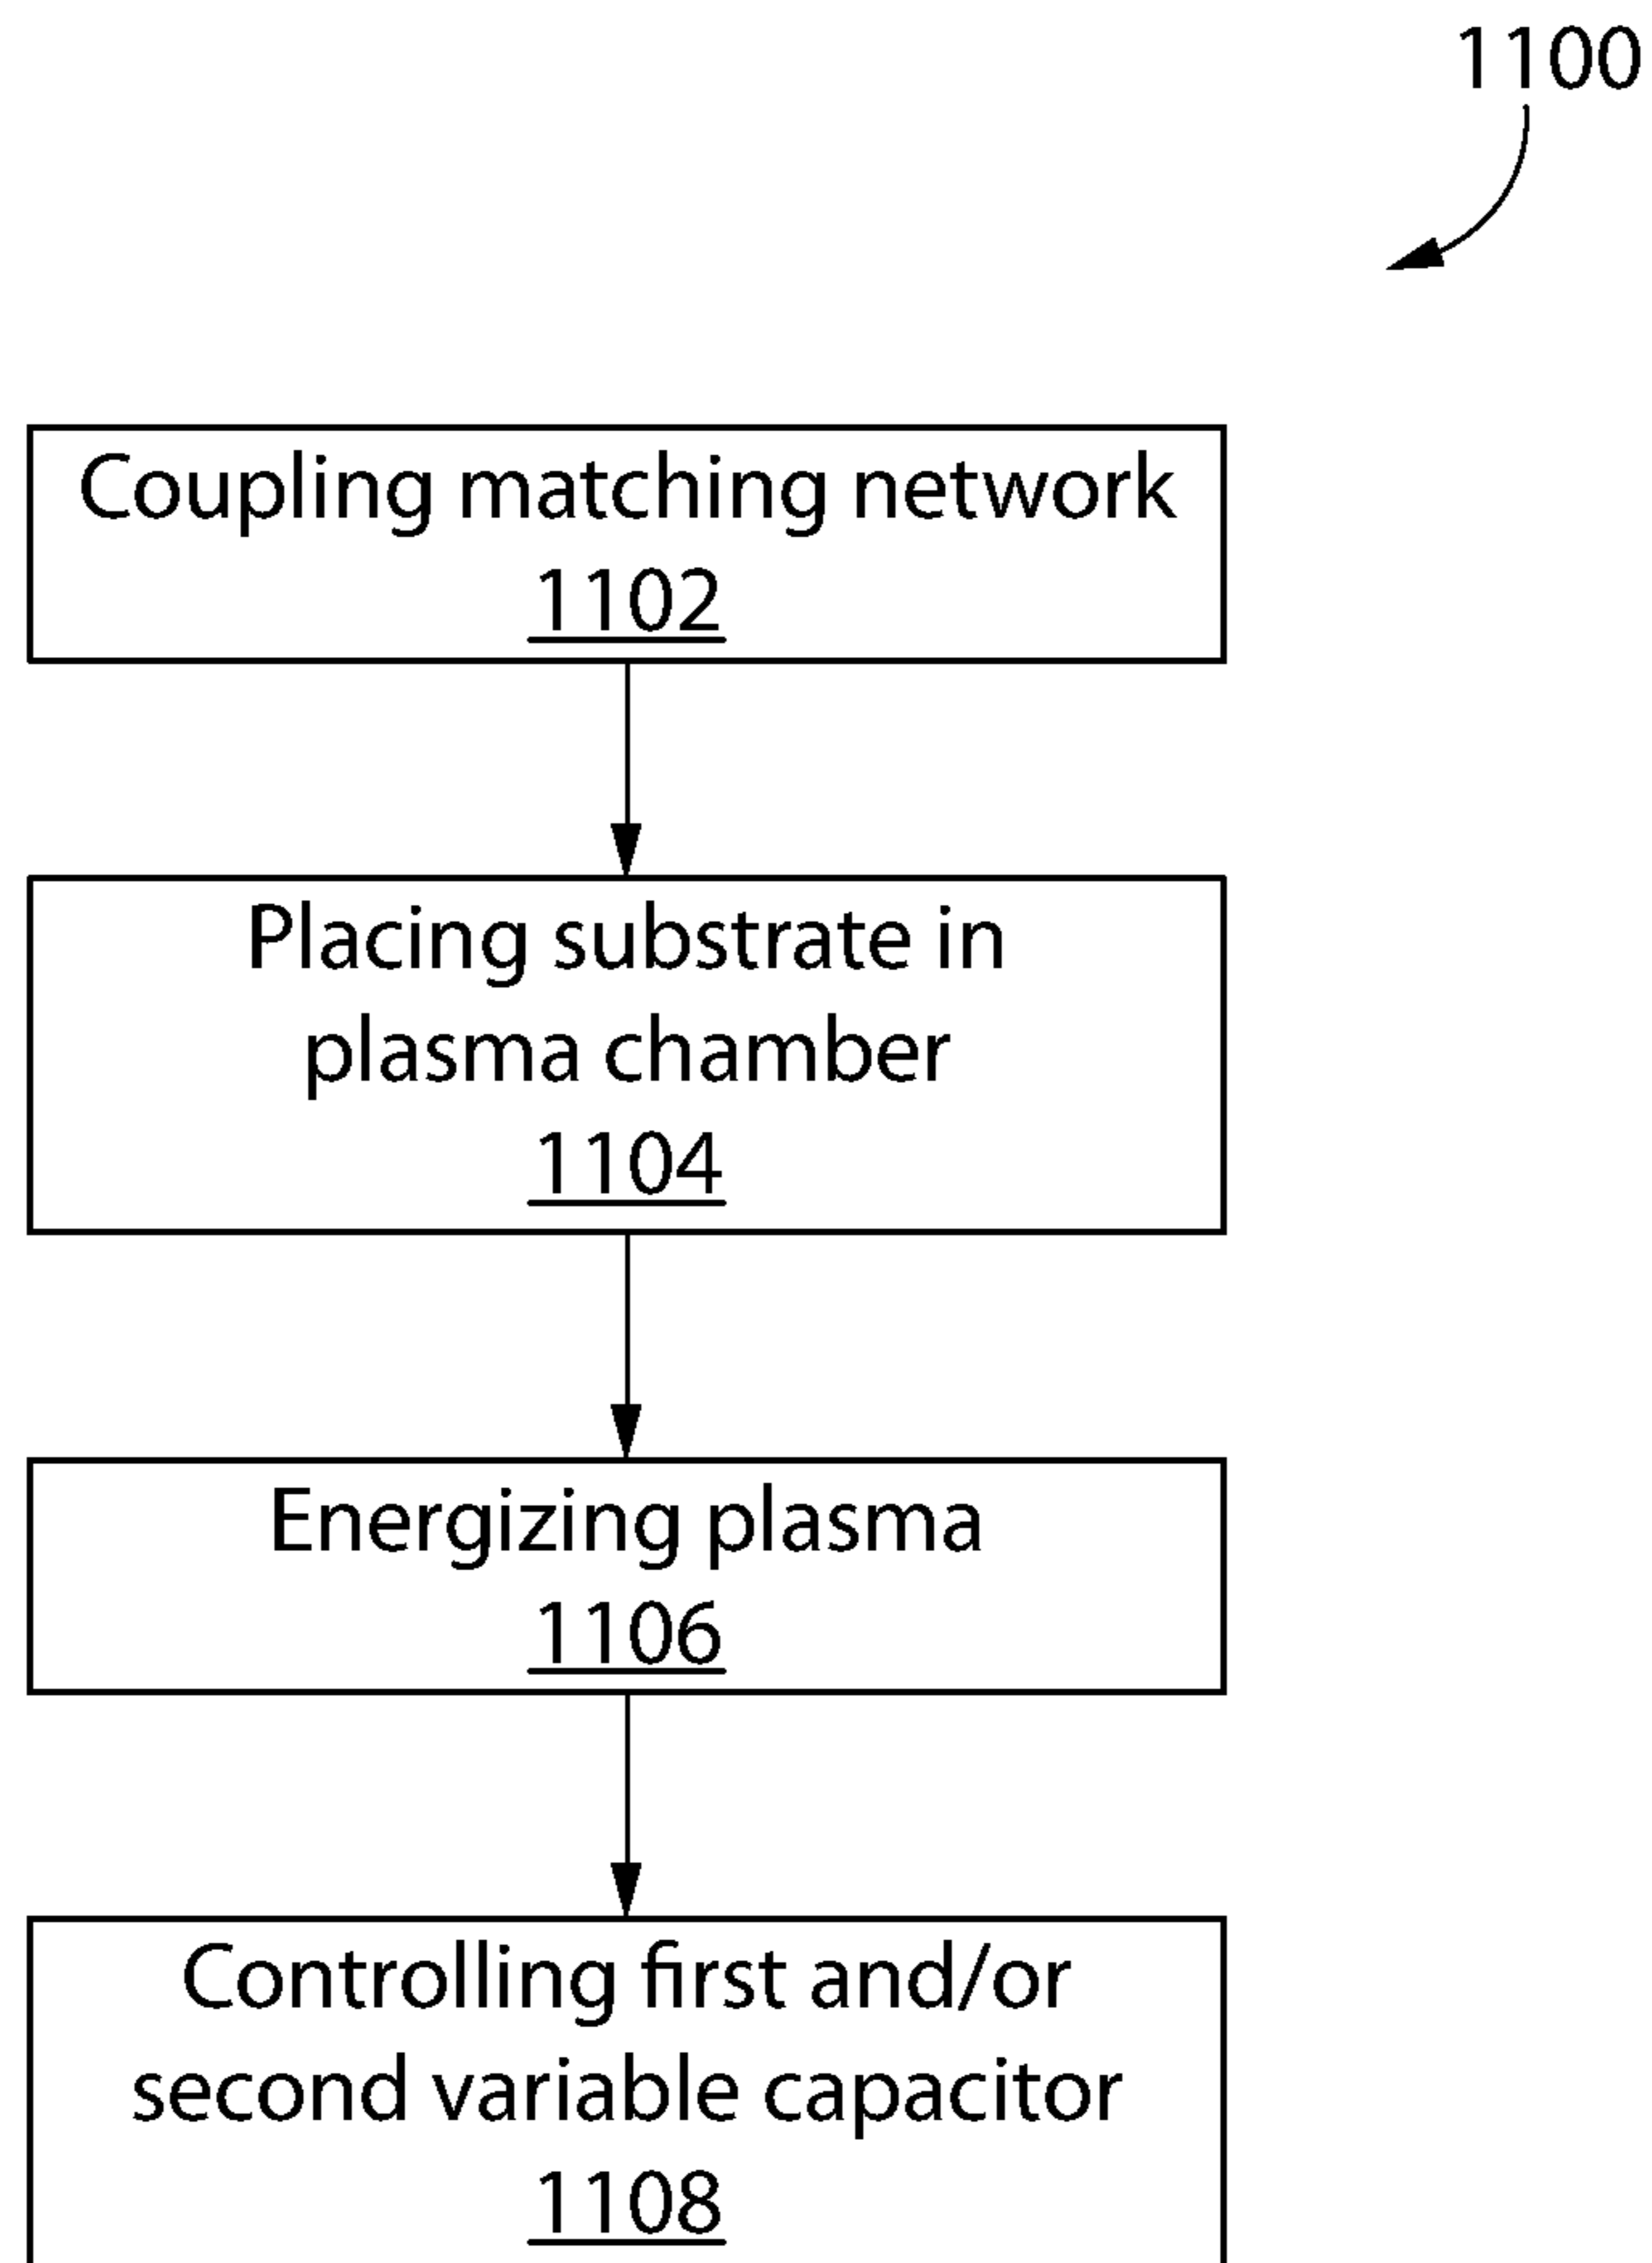 1100
Coupling matching network
1102
Placing substrate in
plasma chamber
1104
Energizing plasma
1106
Controlling first and/or
second variable capacitor
1108